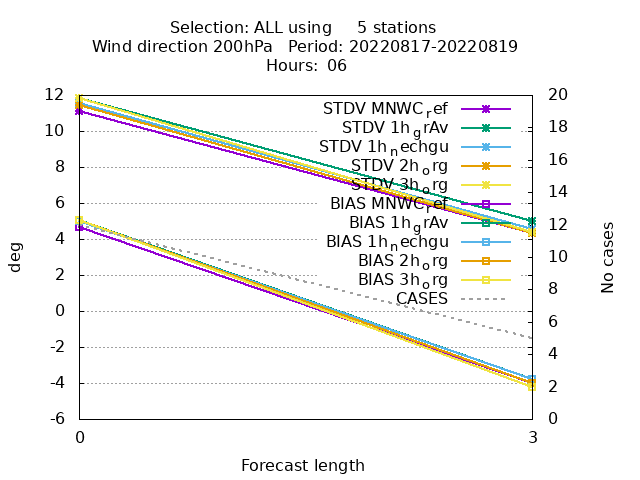 Selection: ALL using 5 stations
Wind direction 200hPa Period: 20220817-20220819
Hours: 06
12
10
8
6
4
2
0
-2
-4
-6
20
18
16
14
12
10
8
6
4
2
0
deg
No cases
STDV MNWC_ref
STDV 1h_grAv
STDV 1h_nechgu
STDV 2h_org
STDV 3h_org
BIAS MNWC_ref
BIAS 1h_grAv
BIAS 1h_nechgu
BIAS 2h_org
BIAS 3h_org
CASES
0 3
Forecast length